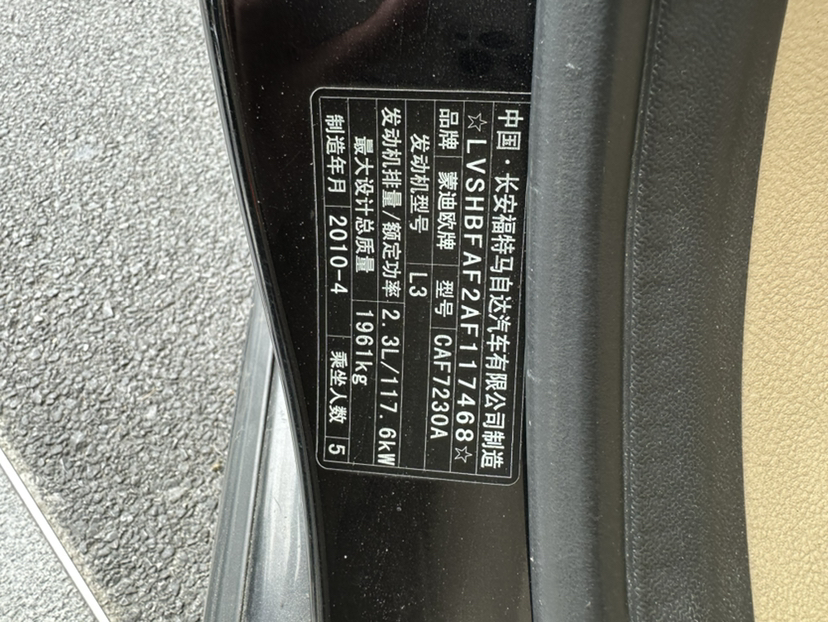 中国·长安福特马自达汽车有限公司制造
☆LVSHBFAF2AF117468☆
品牌 蒙迪欧牌 型号 CAF7230A
发动机型号 L3
发动机排量/额定功率 2.3L/117.6kW
最大设计总质量 1961kg
制造年月 2010-4 乘坐人数 5